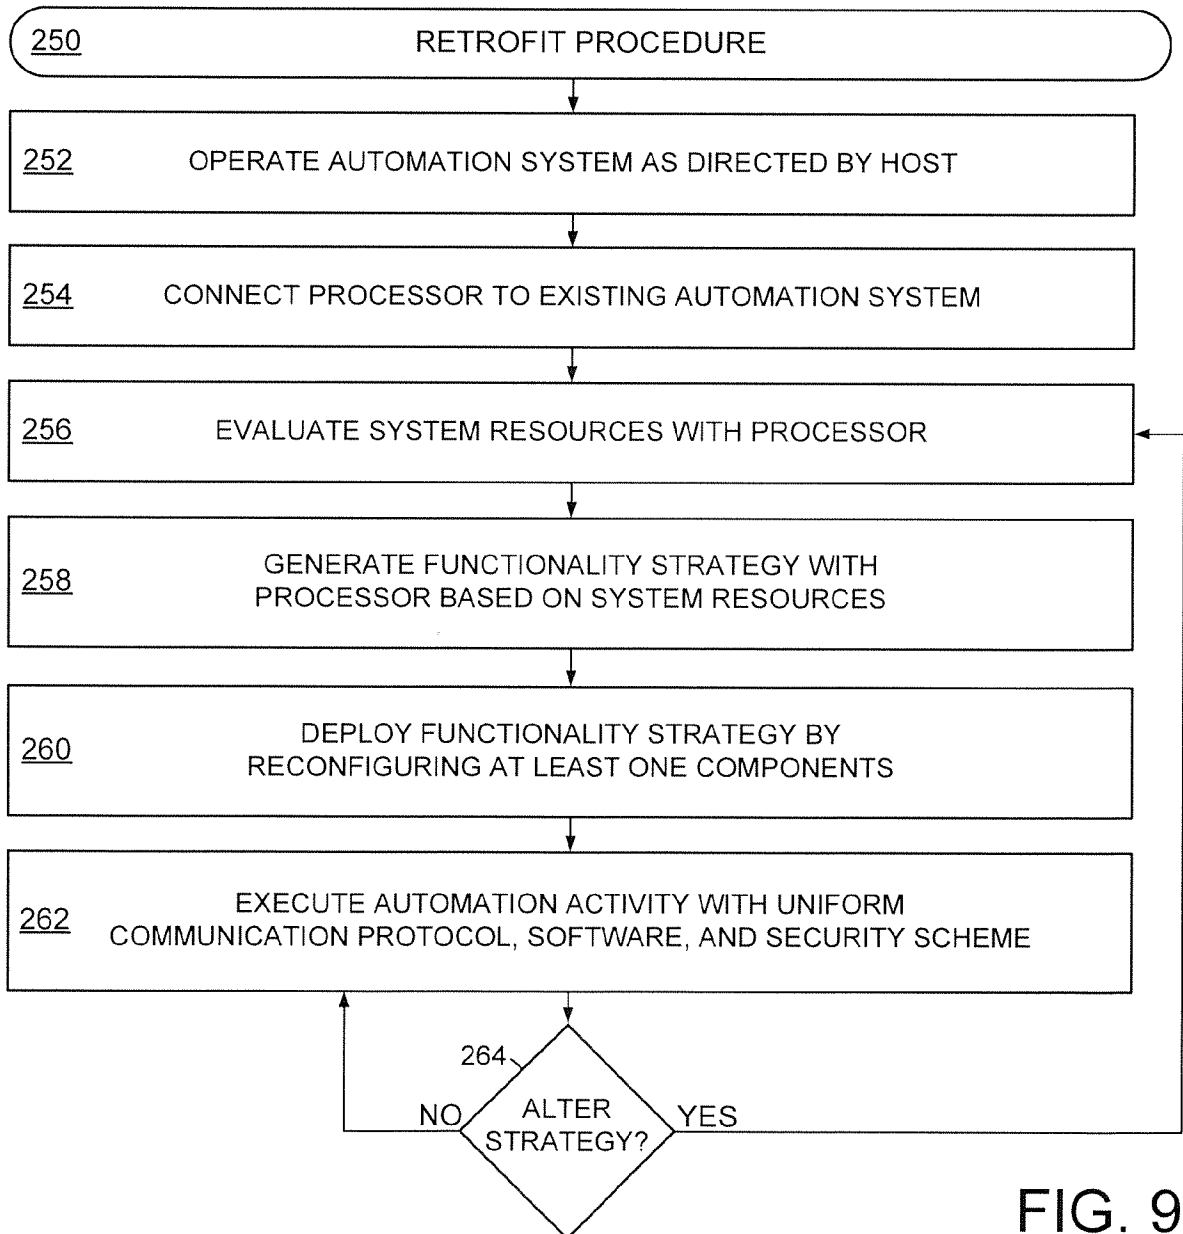 250 RETROFIT PROCEDURE
252 OPERATE AUTOMATION SYSTEM AS DIRECTED BY HOST
254 CONNECT PROCESSOR TO EXISTING AUTOMATION SYSTEM
256 EVALUATE SYSTEM RESOURCES WITH PROCESSOR
258 GENERATE FUNCTIONALITY STRATEGY WITH
PROCESSOR BASED ON SYSTEM RESOURCES
260 DEPLOY FUNCTIONALITY STRATEGY BY
RECONFIGURING AT LEAST ONE COMPONENTS
262 EXECUTE AUTOMATION ACTIVITY WITH UNIFORM
COMMUNICATION PROTOCOL, SOFTWARE, AND SECURITY SCHEME
264
NO
ALTER
STRATEGY?
YES
FIG. 9